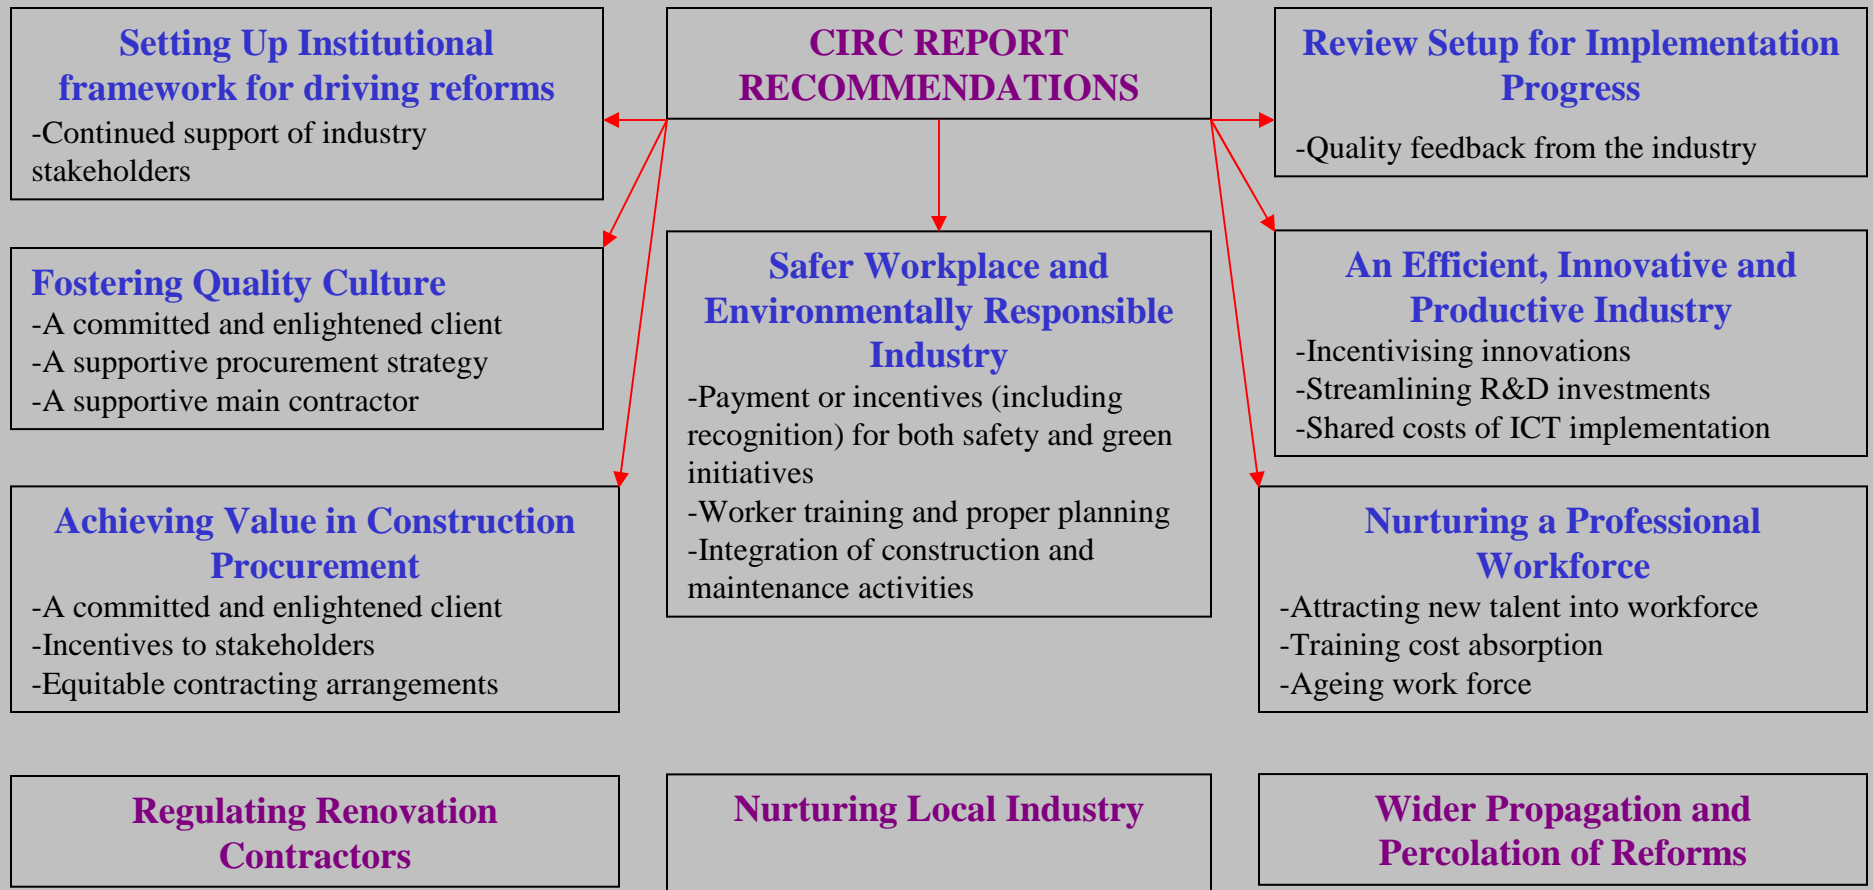 Setting Up Institutional
framework for driving reforms
-Continued support of industry
stakeholders
CIRC REPORT
RECOMMENDATIONS
Review Setup for Implementation
Progress
-Quality feedback from the industry
Fostering Quality Culture
-A committed and enlightened client
-A supportive procurement strategy
-A supportive main contractor
Safer Workplace and
Environmentally Responsible
Industry
-Payment or incentives (including
recognition) for both safety and green
initiatives
-Worker training and proper planning
-Integration of construction and
maintenance activities
An Efficient, Innovative and
Productive Industry
-Incentivising innovations
-Streamlining R&D investments
-Shared costs of ICT implementation
Achieving Value in Construction
Procurement
-A committed and enlightened client
-Incentives to stakeholders
-Equitable contracting arrangements
Nurturing a Professional
Workforce
-Attracting new talent into workforce
-Training cost absorption
-Ageing work force
Regulating Renovation
Contractors
Nurturing Local Industry
Wider Propagation and
Percolation of Reforms